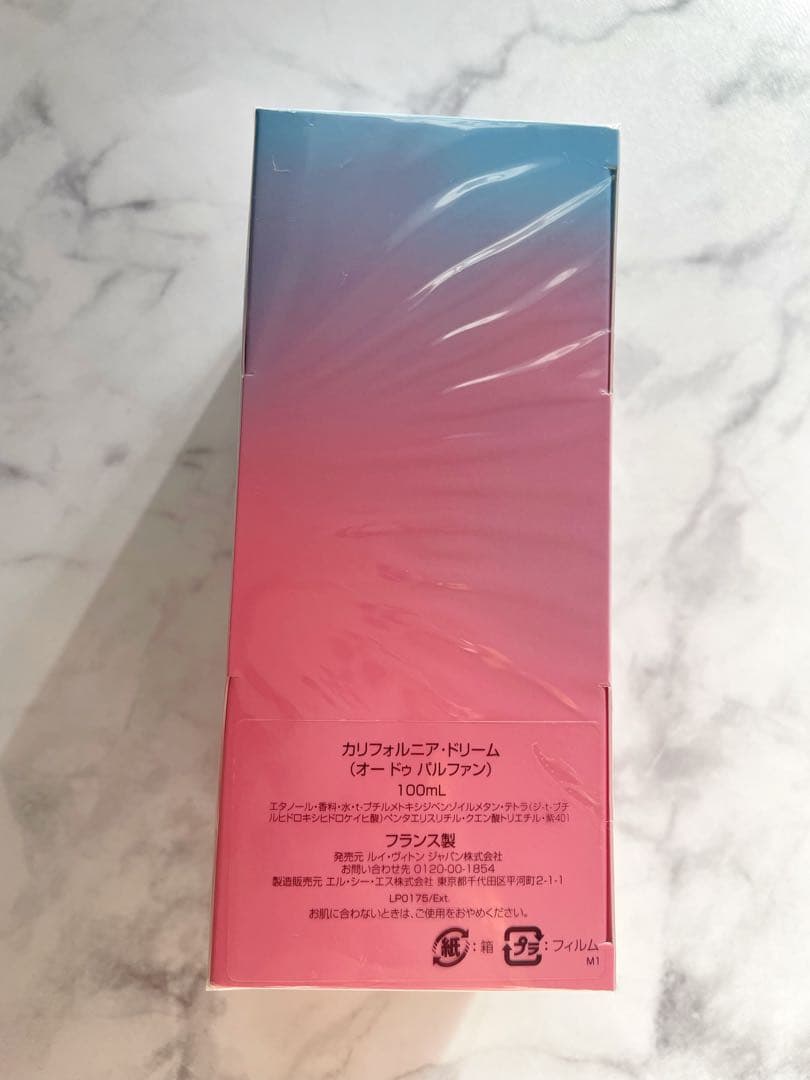 カリフォルニア・ドリーム
(オー ドゥ パルファン)
100mL
エタノール・香料・水・t-ブチルメトキシジベンゾイルメタン・テトラ(ジ-t-ブチ
ルヒドロキシヒドロケイヒ酸)ペンタエリスリチル・クエン酸トリエチル・紫401
フランス製
発売元 ルイ・ヴィトン ジャパン株式会社
お問い合わせ先 0120-00-1854
製造販売元 エル・シー・エス株式会社 東京都千代田区平河町2-1-1
LP0175/Ext.
お肌に合わないときは、ご使用をおやめください。
紙:箱 プラ:フィルム
M1